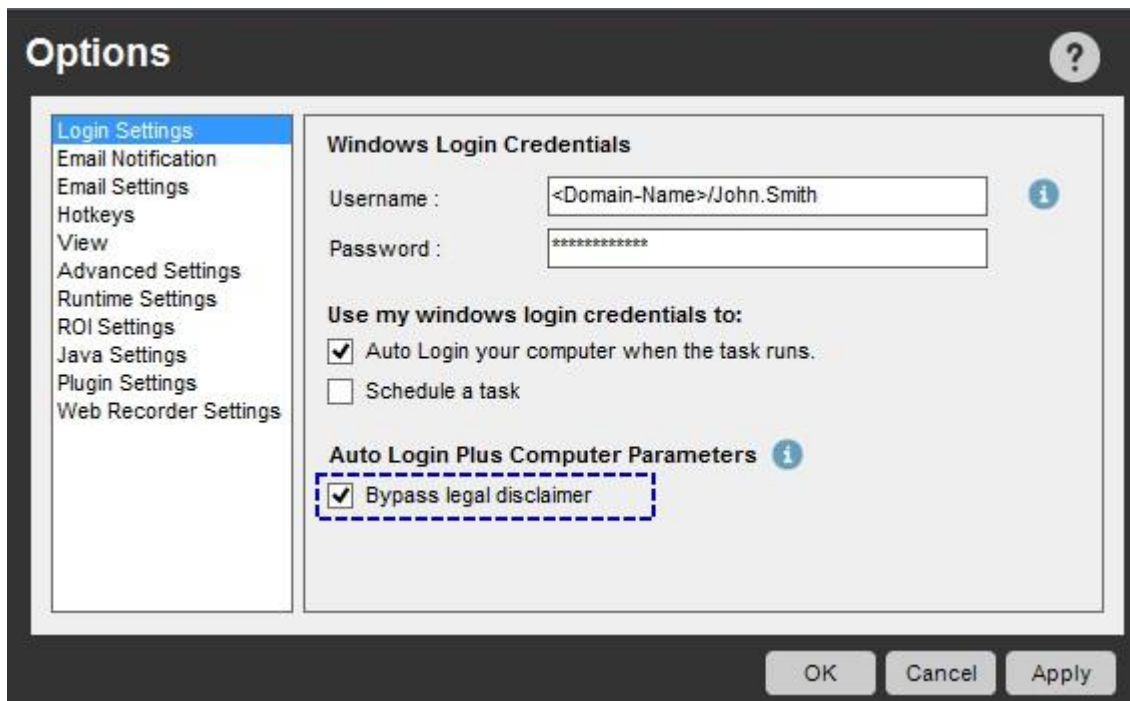 Options
?
Login Settings
Email Notification
Email Settings
Hotkeys
View
Advanced Settings
Runtime Settings
ROI Settings
Java Settings
Plugin Settings
Web Recorder Settings
Windows Login Credentials
Username : <Domain-Name>/John.Smith
i
Password : ************
Use my windows login credentials to:
Auto Login your computer when the task runs.
Schedule a task
Auto Login Plus Computer Parameters i
Bypass legal disclaimer
OK Cancel Apply